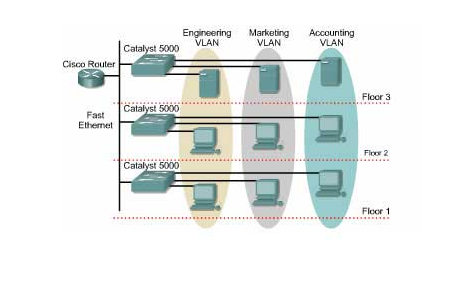 Engineering
VLAN
Marketing
VLAN
Accounting
VLAN
Catalyst 5000
Cisco Router
Floor 3
Catalyst 5000
Fast
Ethernet
Floor 2
Catalyst 5000
Floor 1